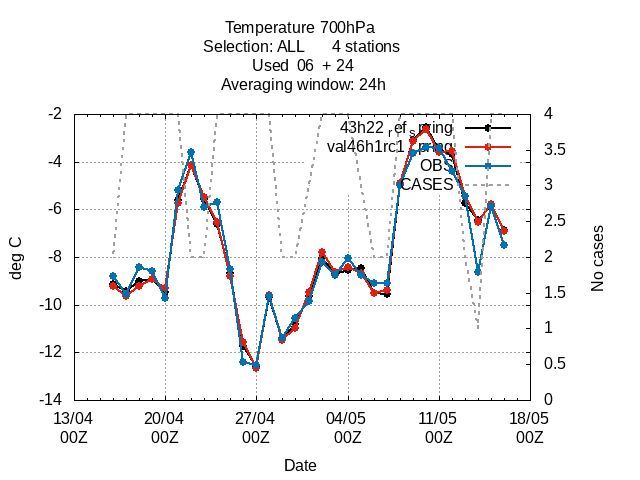 Temperature 700hPa
Selection: ALL 4 stations
Used 06 + 24
Averaging window: 24h
43h22_ref_spring
val46h1rc1
OBS
CASES
-2
-4
-6
-8
-10
-12
-14
deg C
4
3.5
3
2.5
2
1.5
1
0.5
0
No cases
13/04 20/04 27/04 04/05 11/05 18/05
00Z 00Z 00Z 00Z 00Z 00Z
Date